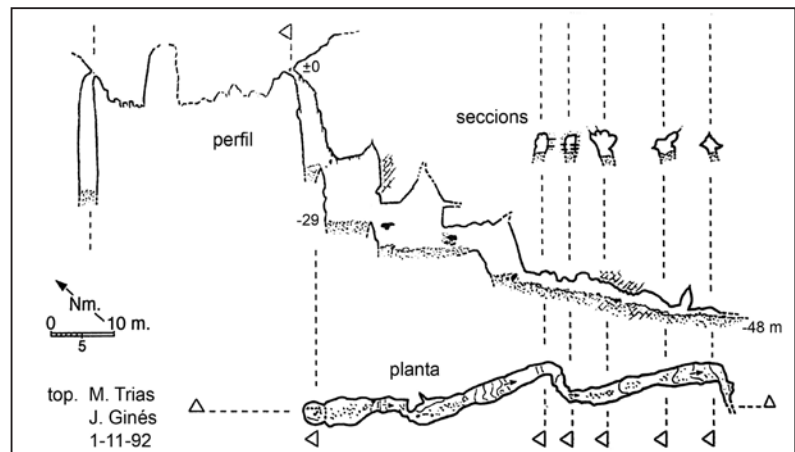 ±0
seccions
perfil
-29
Nm.
0 10 m.
5
-48 m
planta
top. M. Trias
J. Ginés
1-11-92